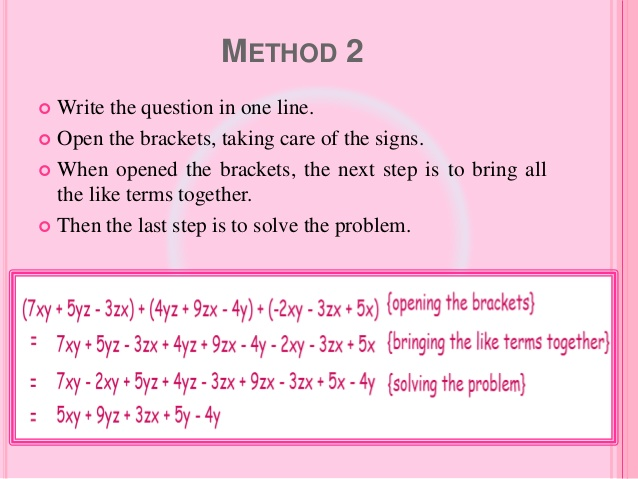 METHOD 2
Write the question in one line.
Open the brackets, taking care of the signs.
When opened the brackets, the next step is to bring all
the like terms together.
Then the last step is to solve the problem.
(7xy + 5yz - 3zx) + (4yz + 9zx - 4y) + (-2xy - 3zx + 5x) {opening the brackets}
= 7xy + 5yz - 3zx + 4yz + 9zx - 4y - 2xy - 3zx + 5x {bringing the like terms together}
= 7xy - 2xy + 5yz + 4yz - 3zx + 9zx - 3zx + 5x - 4y {solving the problem}
= 5xy + 9yz + 3zx + 5y - 4y